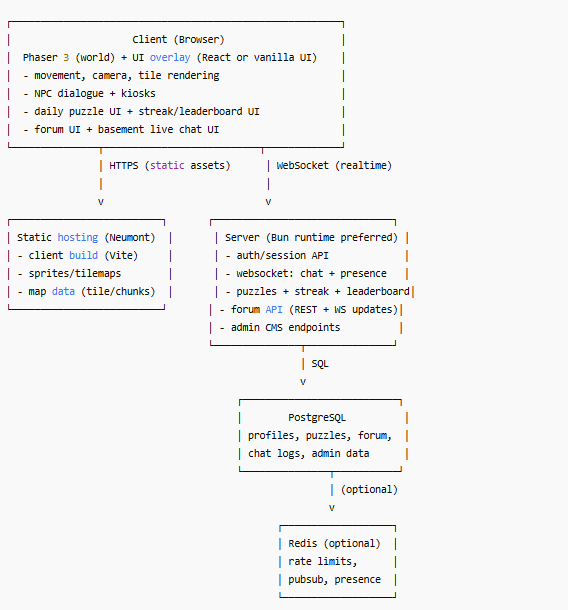 Client (Browser)
Phaser 3 (world) + UI overlay (React or vanilla UI)
- movement, camera, tile rendering
- NPC dialogue + kiosks
- daily puzzle UI + streak/leaderboard UI
- forum UI + basement live chat UI
HTTPS (static assets)
WebSocket (realtime)
v
v
Static hosting (Neumont)
- client build (Vite)
- sprites/tilemaps
- map data (tile/chunks)
Server (Bun runtime preferred)
- auth/session API
- websocket: chat + presence
- puzzles + streak + leaderboard
- forum API (REST + WS updates)
- admin CMS endpoints
SQL
v
PostgreSQL
profiles, puzzles, forum,
chat logs, admin data
(optional)
v
Redis (optional)
rate limits,
pubsub, presence